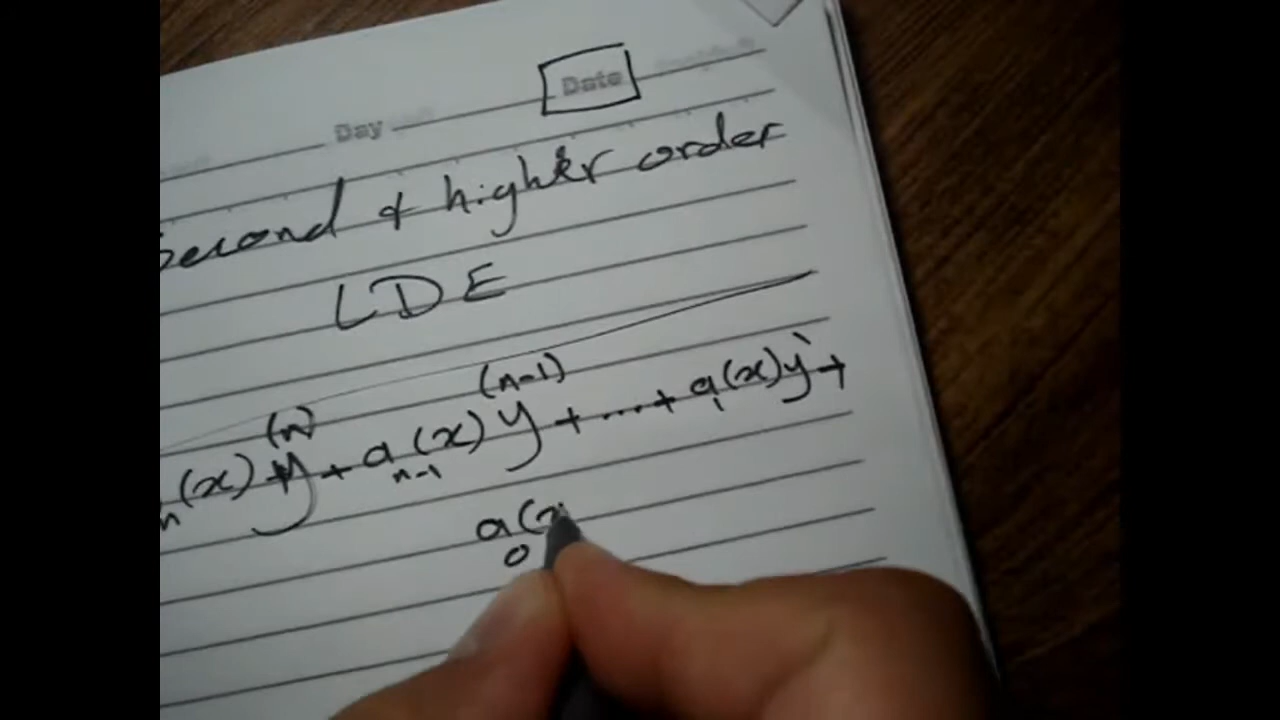 Day Date
Second & higher order
LDE
n(x) y^(n) + a_{n-1}(x) y^(n-1) + .... + a_1(x) y' +
a_0(x